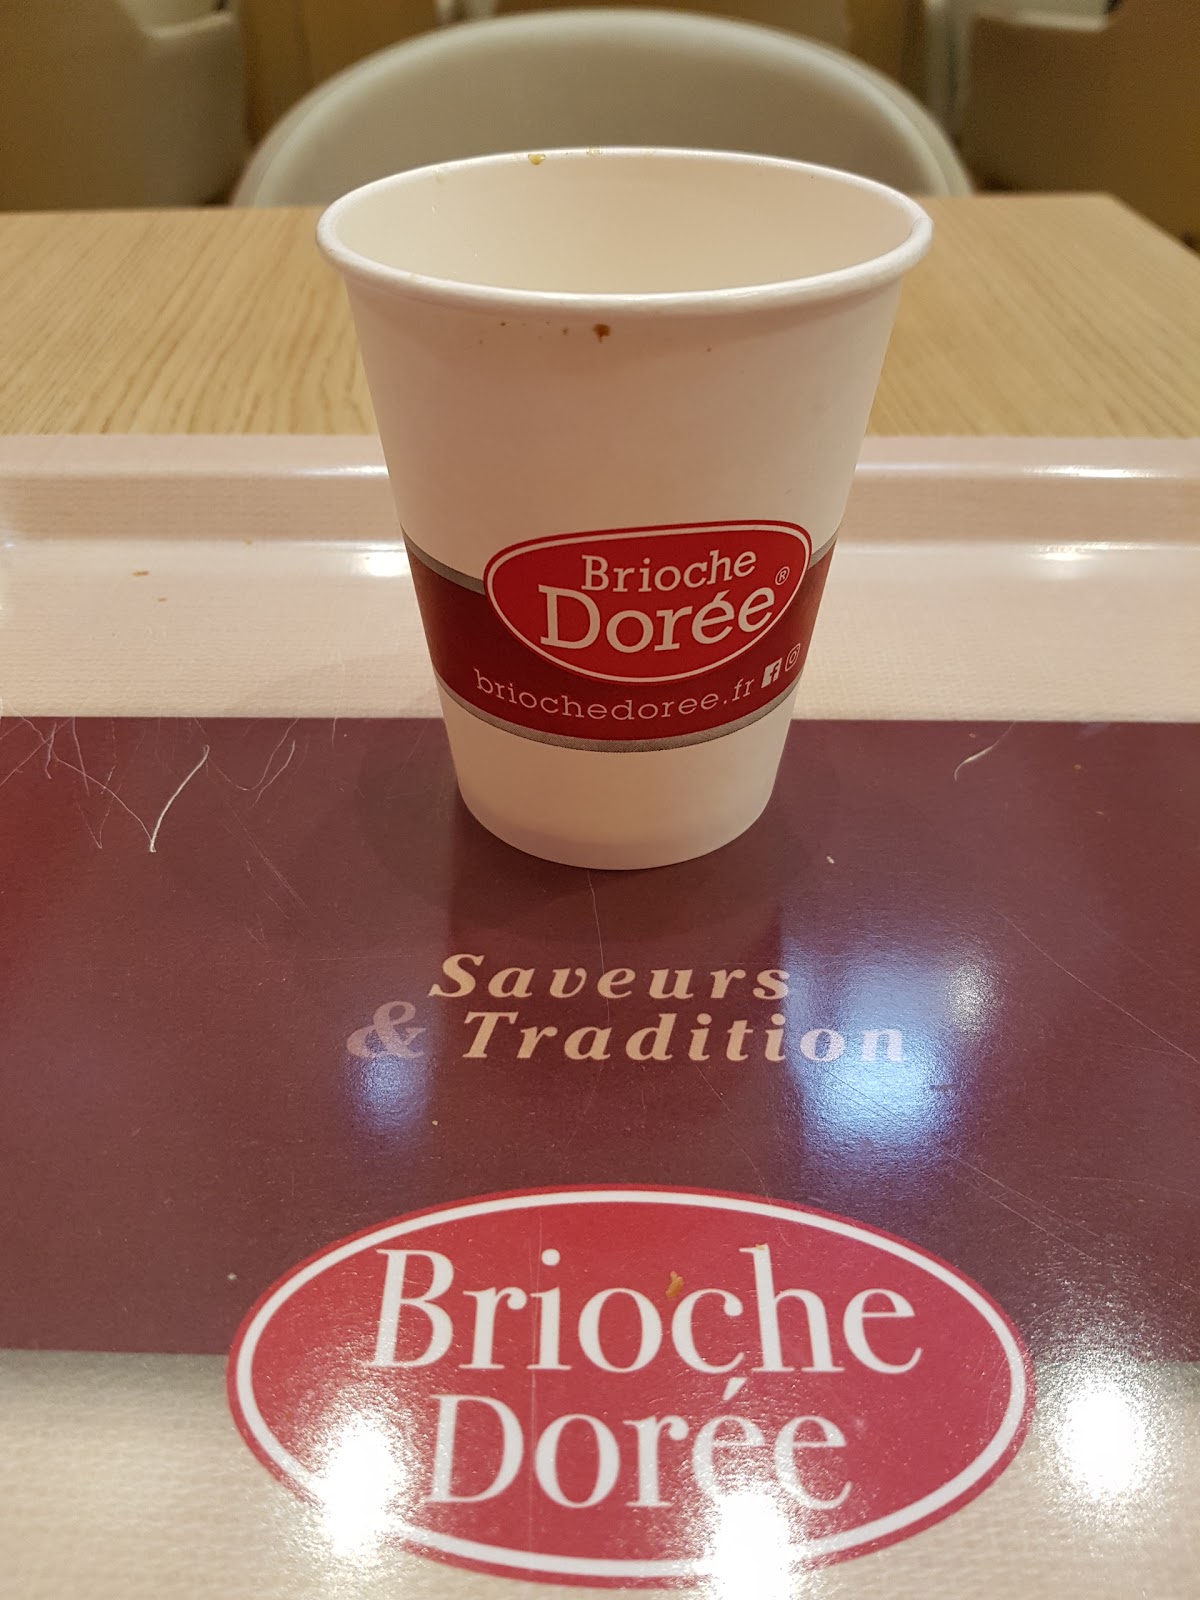 Brioche
Dorée®
briochedoree.fr
Saveurs
& Tradition
Brioche
Dorée